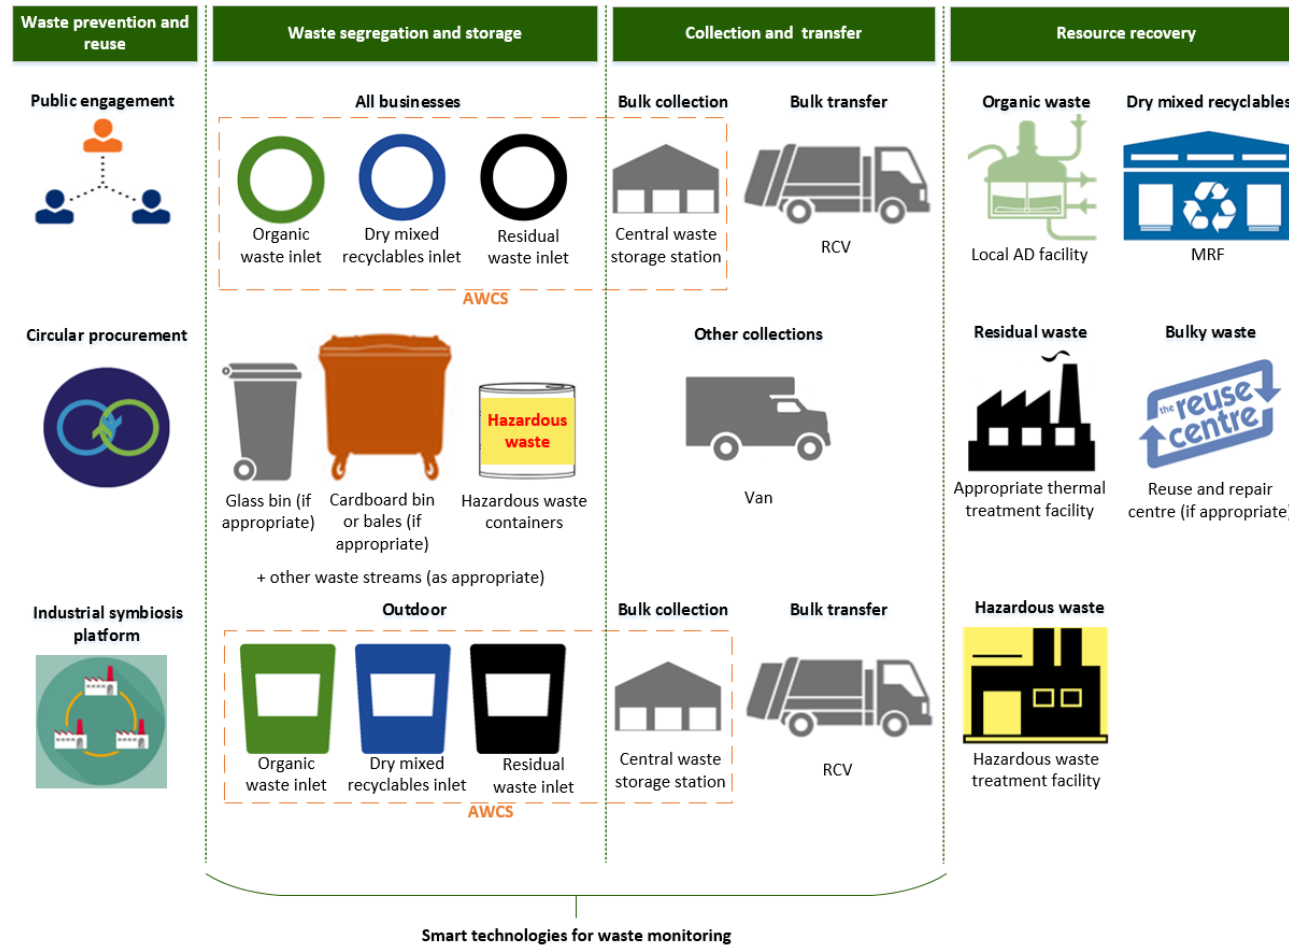 Waste prevention and
reuse
Waste segregation and storage
Collection and transfer
Resource recovery
Public engagement
All businesses
Bulk collection
Bulk transfer
Organic waste
Dry mixed recyclables
Organic
waste inlet
Dry mixed
recyclables inlet
Residual
waste inlet
Central waste
storage station
RCV
Local AD facility
MRF
AWCS
Circular procurement
Other collections
Residual waste
Bulky waste
Hazardous
waste
the reuse
centre
Glass bin (if
appropriate)
Cardboard bin
or bales (if
appropriate)
Hazardous waste
containers
Van
Appropriate thermal
treatment facility
Reuse and repair
centre (if appropriate)
+ other waste streams (as appropriate)
Industrial symbiosis
platform
Outdoor
Bulk collection
Bulk transfer
Hazardous waste
Organic
waste inlet
Dry mixed
recyclables inlet
Residual
waste inlet
Central waste
storage station
RCV
Hazardous waste
treatment facility
AWCS
Smart technologies for waste monitoring